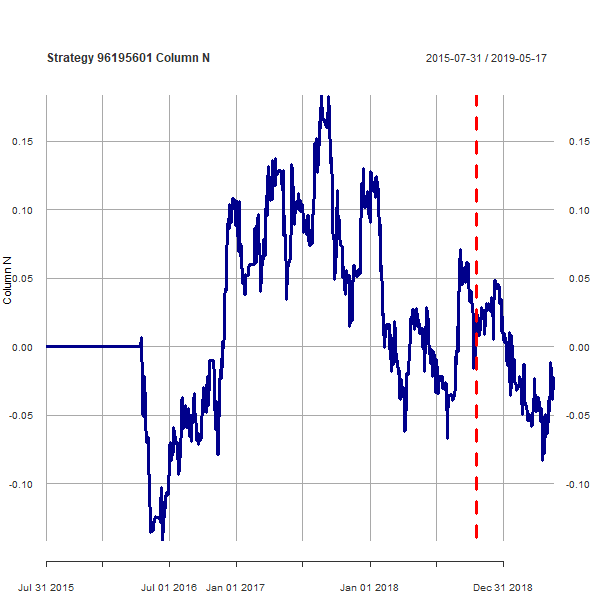 Strategy 96195601 Column N
2015-07-31 / 2019-05-17
Column N
0.15
0.10
0.05
0.00
-0.05
-0.10
0.15
0.10
0.05
0.00
-0.05
-0.10
Jul 31 2015
Jul 01 2016
Jan 01 2017
Jan 01 2018
Dec 31 2018